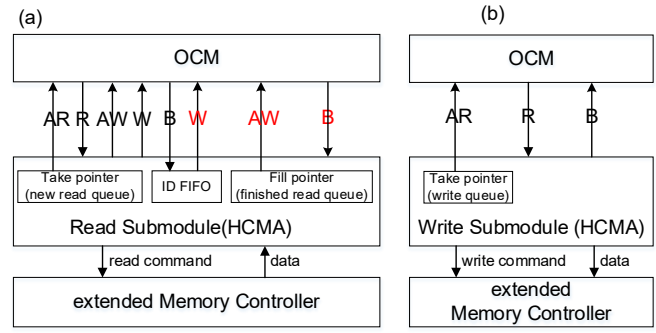 (a)
OCM
AR R AW W B W AW B
Take pointer
(new read queue)
ID FIFO
Fill pointer
(finished read queue)
Read Submodule(HCMA)
read command
data
extended Memory Controller
(b)
OCM
AR R B
Take pointer
(write queue)
Write Submodule (HCMA)
write command
data
extended
Memory Controller